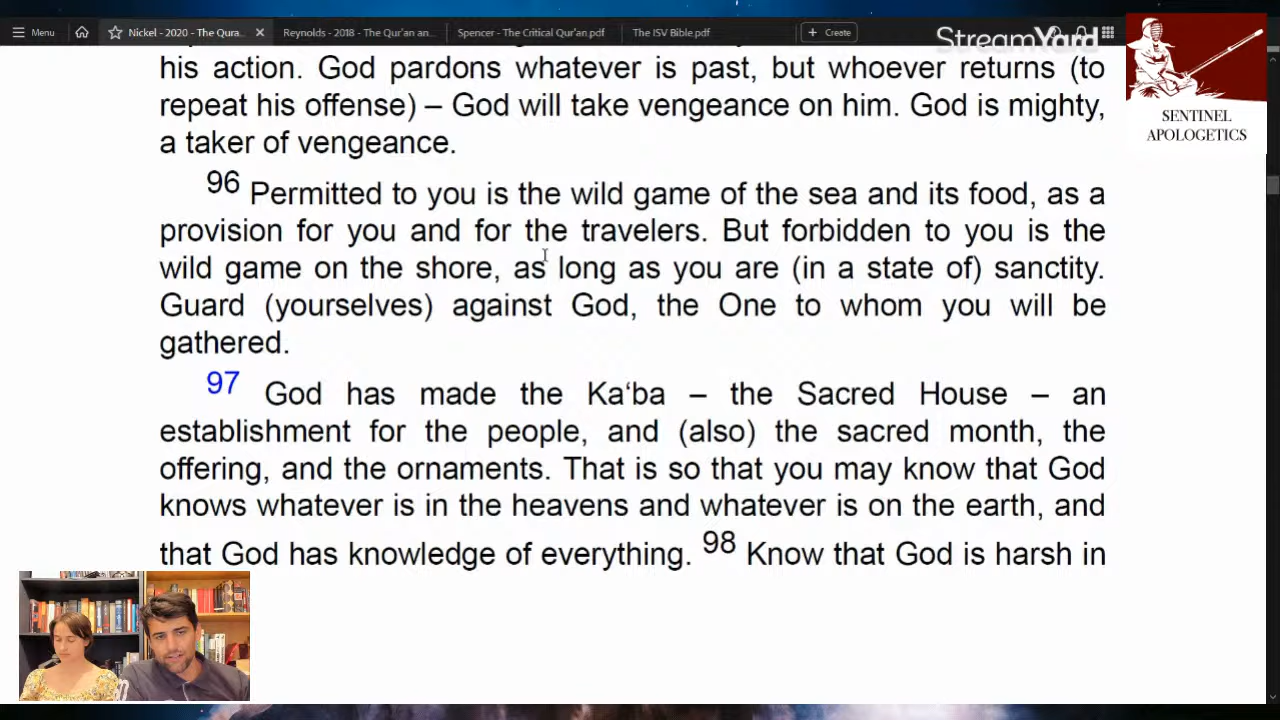 Menu
Nickel - 2020 - The Qura...
Reynolds - 2018 - The Qur'an an...
Spencer - The Critical Qur'an.pdf
The ISV Bible.pdf
+ Create
StreamYard
SENTINEL
APOLOGETICS
his action. God pardons whatever is past, but whoever returns (to
repeat his offense) – God will take vengeance on him. God is mighty,
a taker of vengeance.
96 Permitted to you is the wild game of the sea and its food, as a
provision for you and for the travelers. But forbidden to you is the
wild game on the shore, as long as you are (in a state of) sanctity.
Guard (yourselves) against God, the One to whom you will be
gathered.
97 God has made the Ka‘ba – the Sacred House – an
establishment for the people, and (also) the sacred month, the
offering, and the ornaments. That is so that you may know that God
knows whatever is in the heavens and whatever is on the earth, and
that God has knowledge of everything. 98 Know that God is harsh in